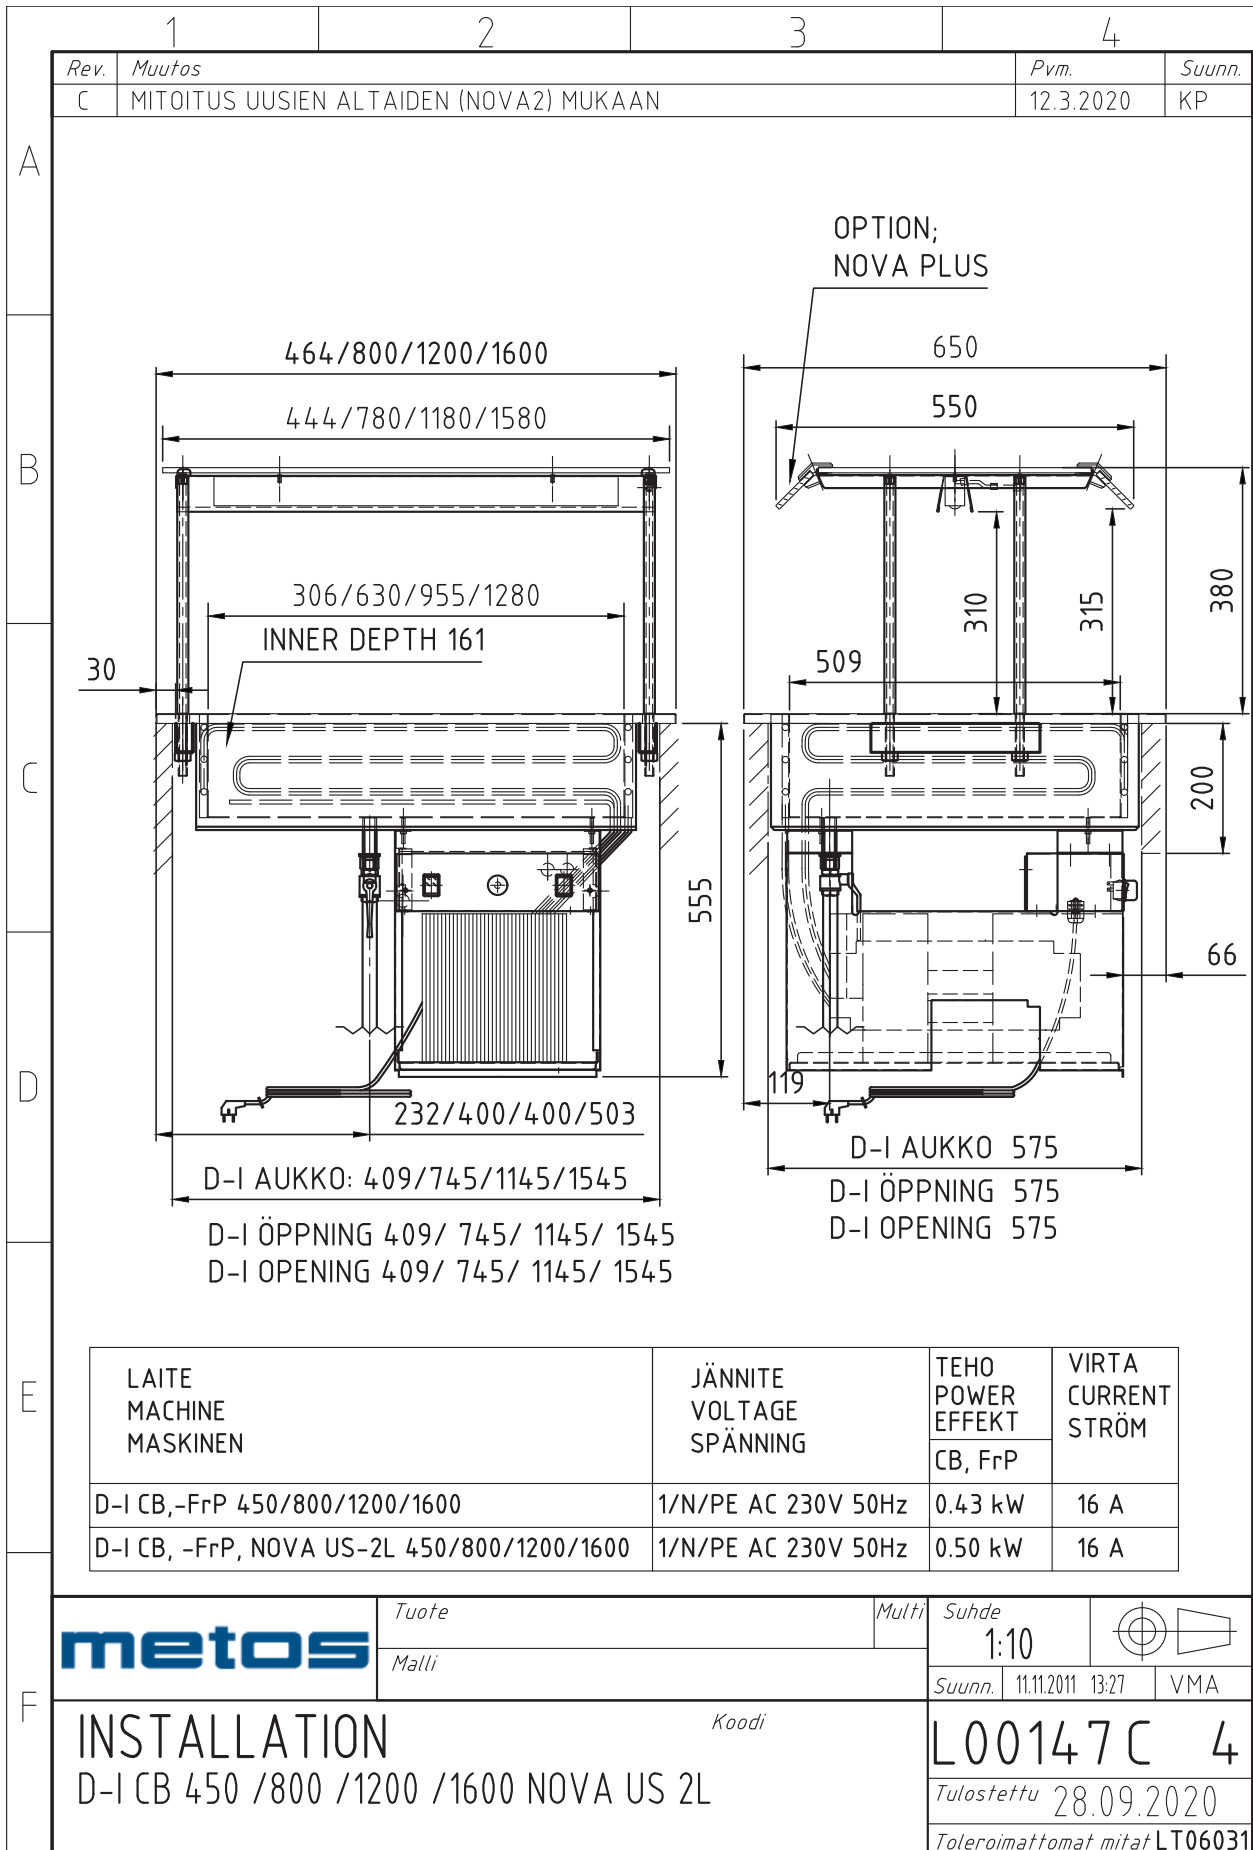 1 2 3 4
Rev. Muutos Pvm. Suunn.
C MITOITUS UUSIEN ALTAIDEN (NOVA2) MUKAAN 12.3.2020 KP
A
B
C
D
E
F
OPTION;
NOVA PLUS
464/800/1200/1600
444/780/1180/1580
306/630/955/1280
INNER DEPTH 161
30
555
232/400/400/503
D-I AUKKO: 409/745/1145/1545
D-I ÖPPNING 409/ 745/ 1145/ 1545
D-I OPENING 409/ 745/ 1145/ 1545
650
550
310
315
380
509
200
66
119
D-I AUKKO 575
D-I ÖPPNING 575
D-I OPENING 575
LAITE
MACHINE
MASKINEN
JÄNNITE
VOLTAGE
SPÄNNING
TEHO
POWER
EFFEKT
CB, FrP
VIRTA
CURRENT
STRÖM
D-I CB,-FrP 450/800/1200/1600 1/N/PE AC 230V 50Hz 0.43 kW 16 A
D-I CB, -FrP, NOVA US-2L 450/800/1200/1600 1/N/PE AC 230V 50Hz 0.50 kW 16 A
metos
Tuote
Multi
Malli
Suhde
1:10
Suunn. 11.11.2011 13:27 VMA
INSTALLATION
D-I CB 450 /800 /1200 /1600 NOVA US 2L
Koodi
L00147C 4
Tulostettu 28.09.2020
Toleroimattomat mitat LT06031